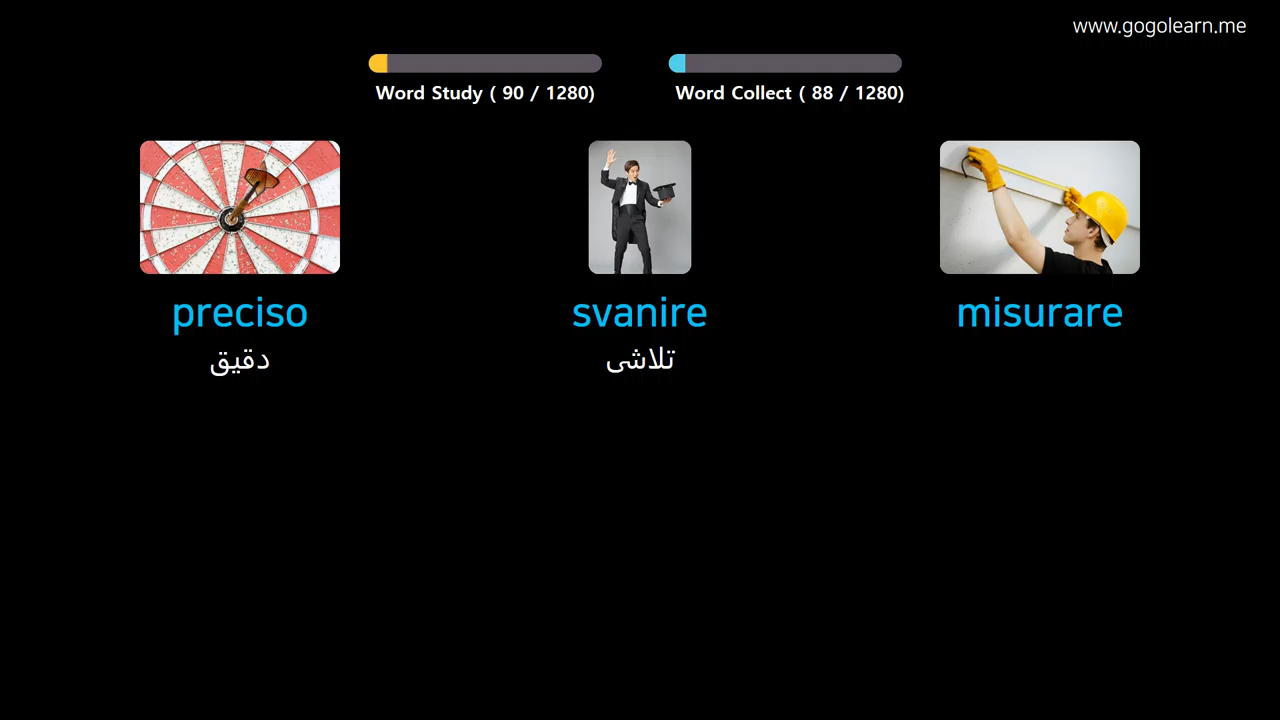 www.gogolearn.me
Word Study ( 90 / 1280)
Word Collect ( 88 / 1280)
preciso
svanire
misurare
دقیق
تلاشی